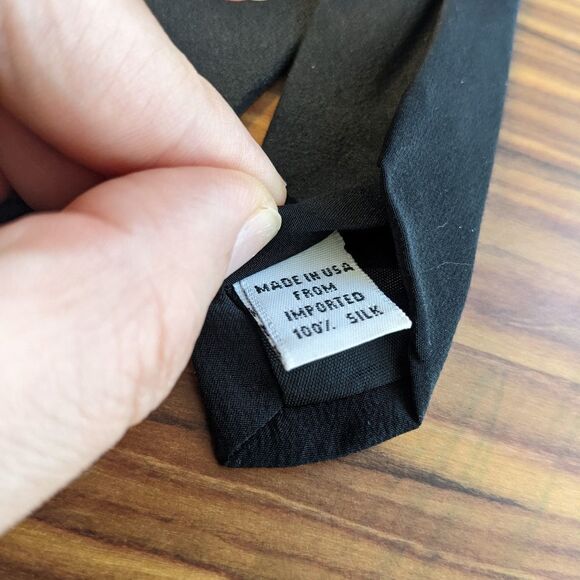 MADE IN USA
FROM
IMPORTED
100% SILK